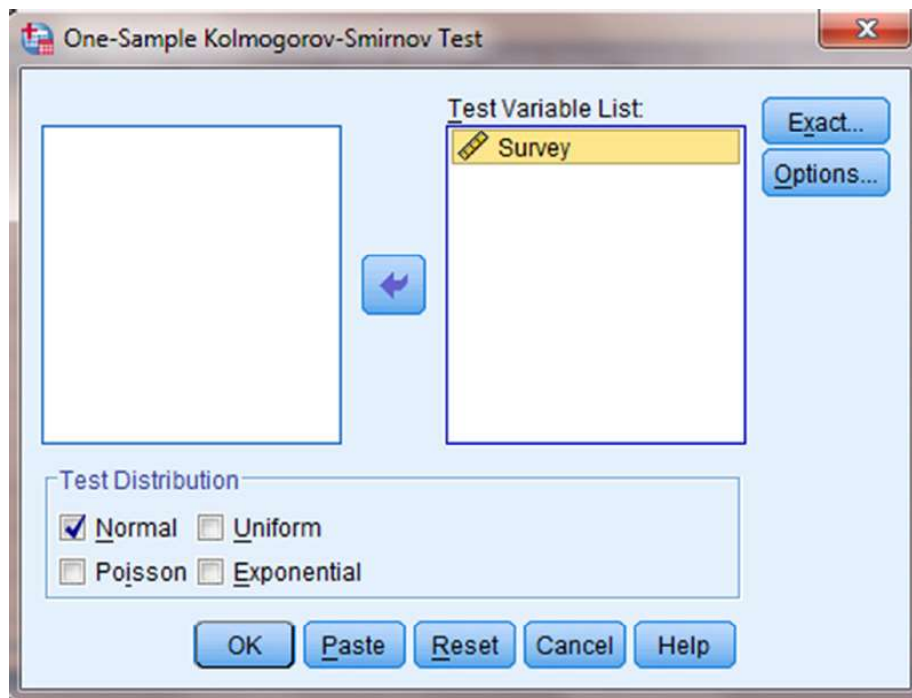 One-Sample Kolmogorov-Smirnov Test
Test Variable List:
Survey
Exact...
Options...
Test Distribution
Normal Uniform
Poisson Exponential
OK Paste Reset Cancel Help